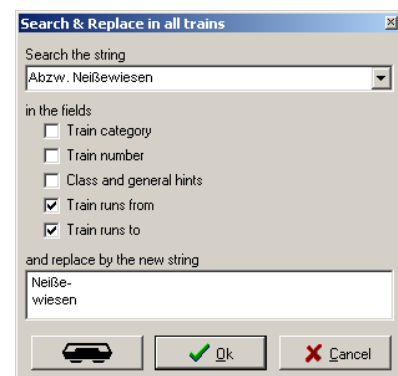 Search & Replace in all trains
Search the string
Abzw. Neißewiesen
in the fields
Train category
Train number
Class and general hints
Train runs from
Train runs to
and replace by the new string
Neiße-
wiesen
Ok
Cancel